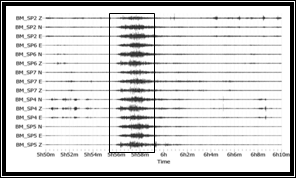 BM_SP2 Z
BM_SP2 N
BM_SP2 E
BM_SP6 E
BM_SP6 N
BM_SP6 Z
BM_SP7 N
BM_SP7 E
BM_SP7 Z
BM_SP4 N
BM_SP4 Z
BM_SP4 E
BM_SP5 N
BM_SP5 E
BM_SP5 Z
5h50m 5h52m 5h54m 5h56m 5h58m 6h 6h2m 6h4m 6h6m 6h8m 6h10m
Time